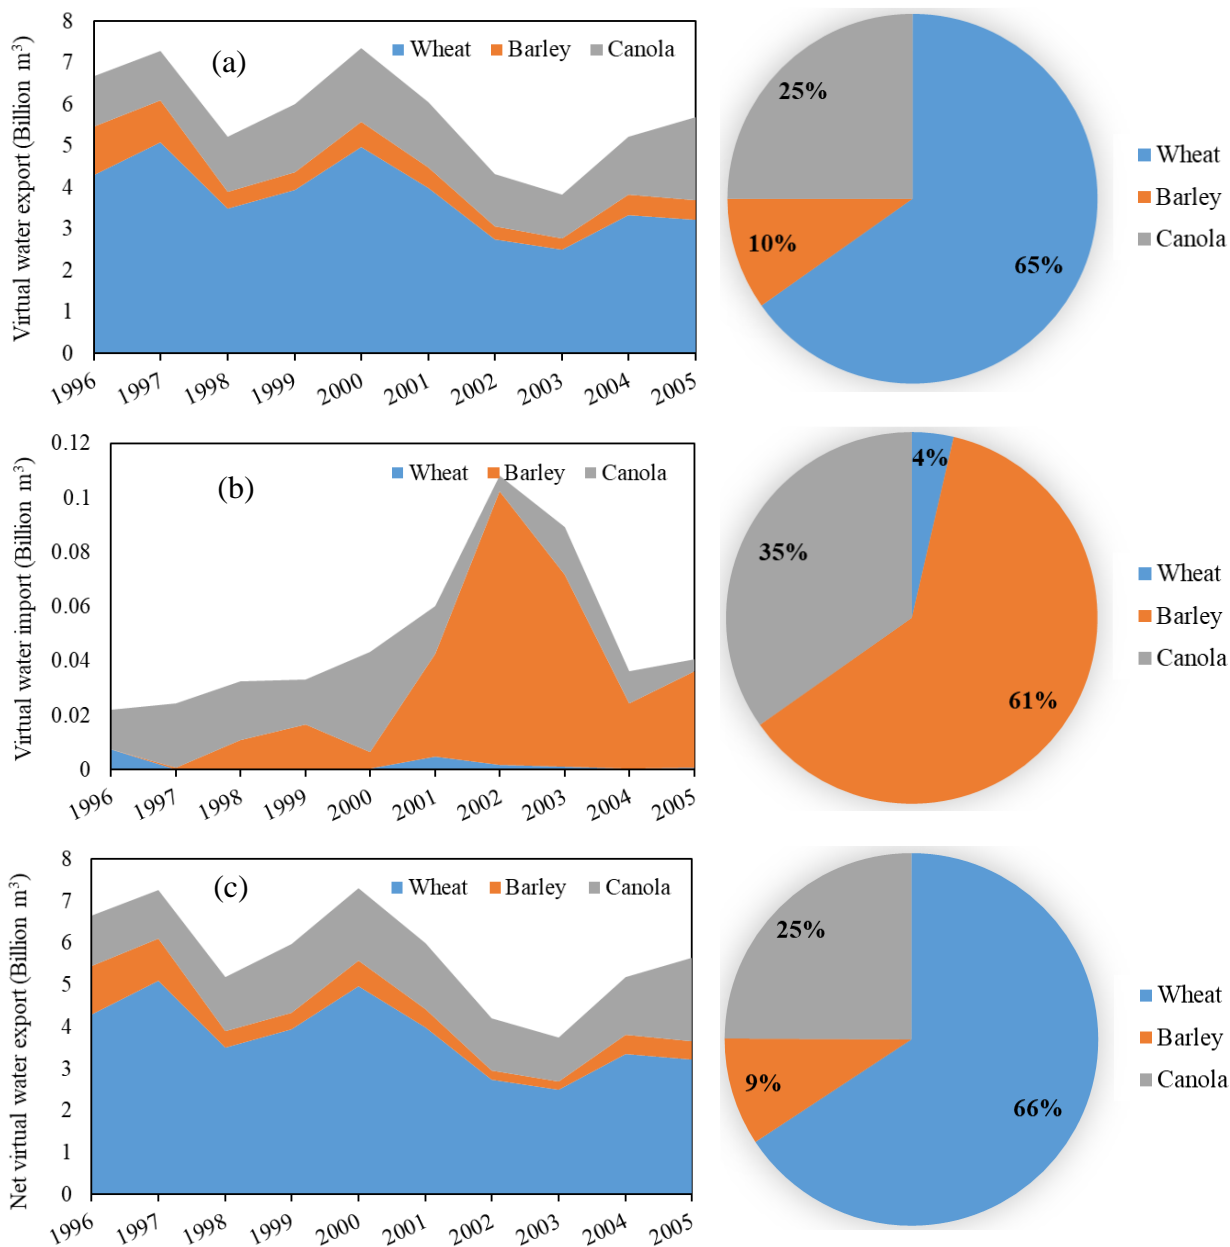 Virtual water export (Billion m³)
8
7
6
5
4
3
2
1
0
(a)
Wheat Barley Canola
1996 1997 1998 1999 2000 2001 2002 2003 2004 2005
25%
10%
65%
Wheat
Barley
Canola
Virtual water import (Billion m³)
0.12
0.1
0.08
0.06
0.04
0.02
0
(b)
Wheat Barley Canola
1996 1997 1998 1999 2000 2001 2002 2003 2004 2005
4%
35%
61%
Wheat
Barley
Canola
Net virtual water export (Billion m³)
8
7
6
5
4
3
2
1
0
(c)
Wheat Barley Canola
1996 1997 1998 1999 2000 2001 2002 2003 2004 2005
25%
9%
66%
Wheat
Barley
Canola